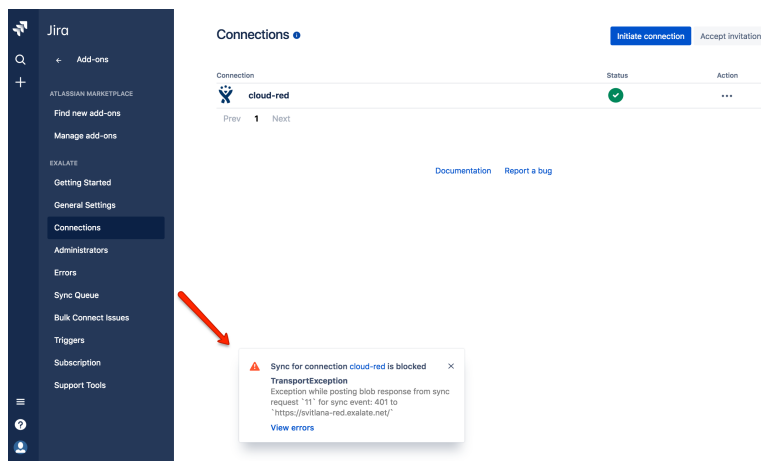 Jira
Connections
Initiate connection
Accept invitation
Add-ons
Connection
Status
Action
ATLASSIAN MARKETPLACE
cloud-red
Find new add-ons
Prev 1 Next
Manage add-ons
EXALATE
Documentation Report a bug
Getting Started
General Settings
Connections
Administrators
Errors
Sync Queue
Bulk Connect Issues
Triggers
Subscription
Support Tools
Sync for connection cloud-red is blocked
TransportException
Exception while posting blob response from sync
request `11` for sync event: 401 to
`https://svitlana-red.exalate.net/`
View errors